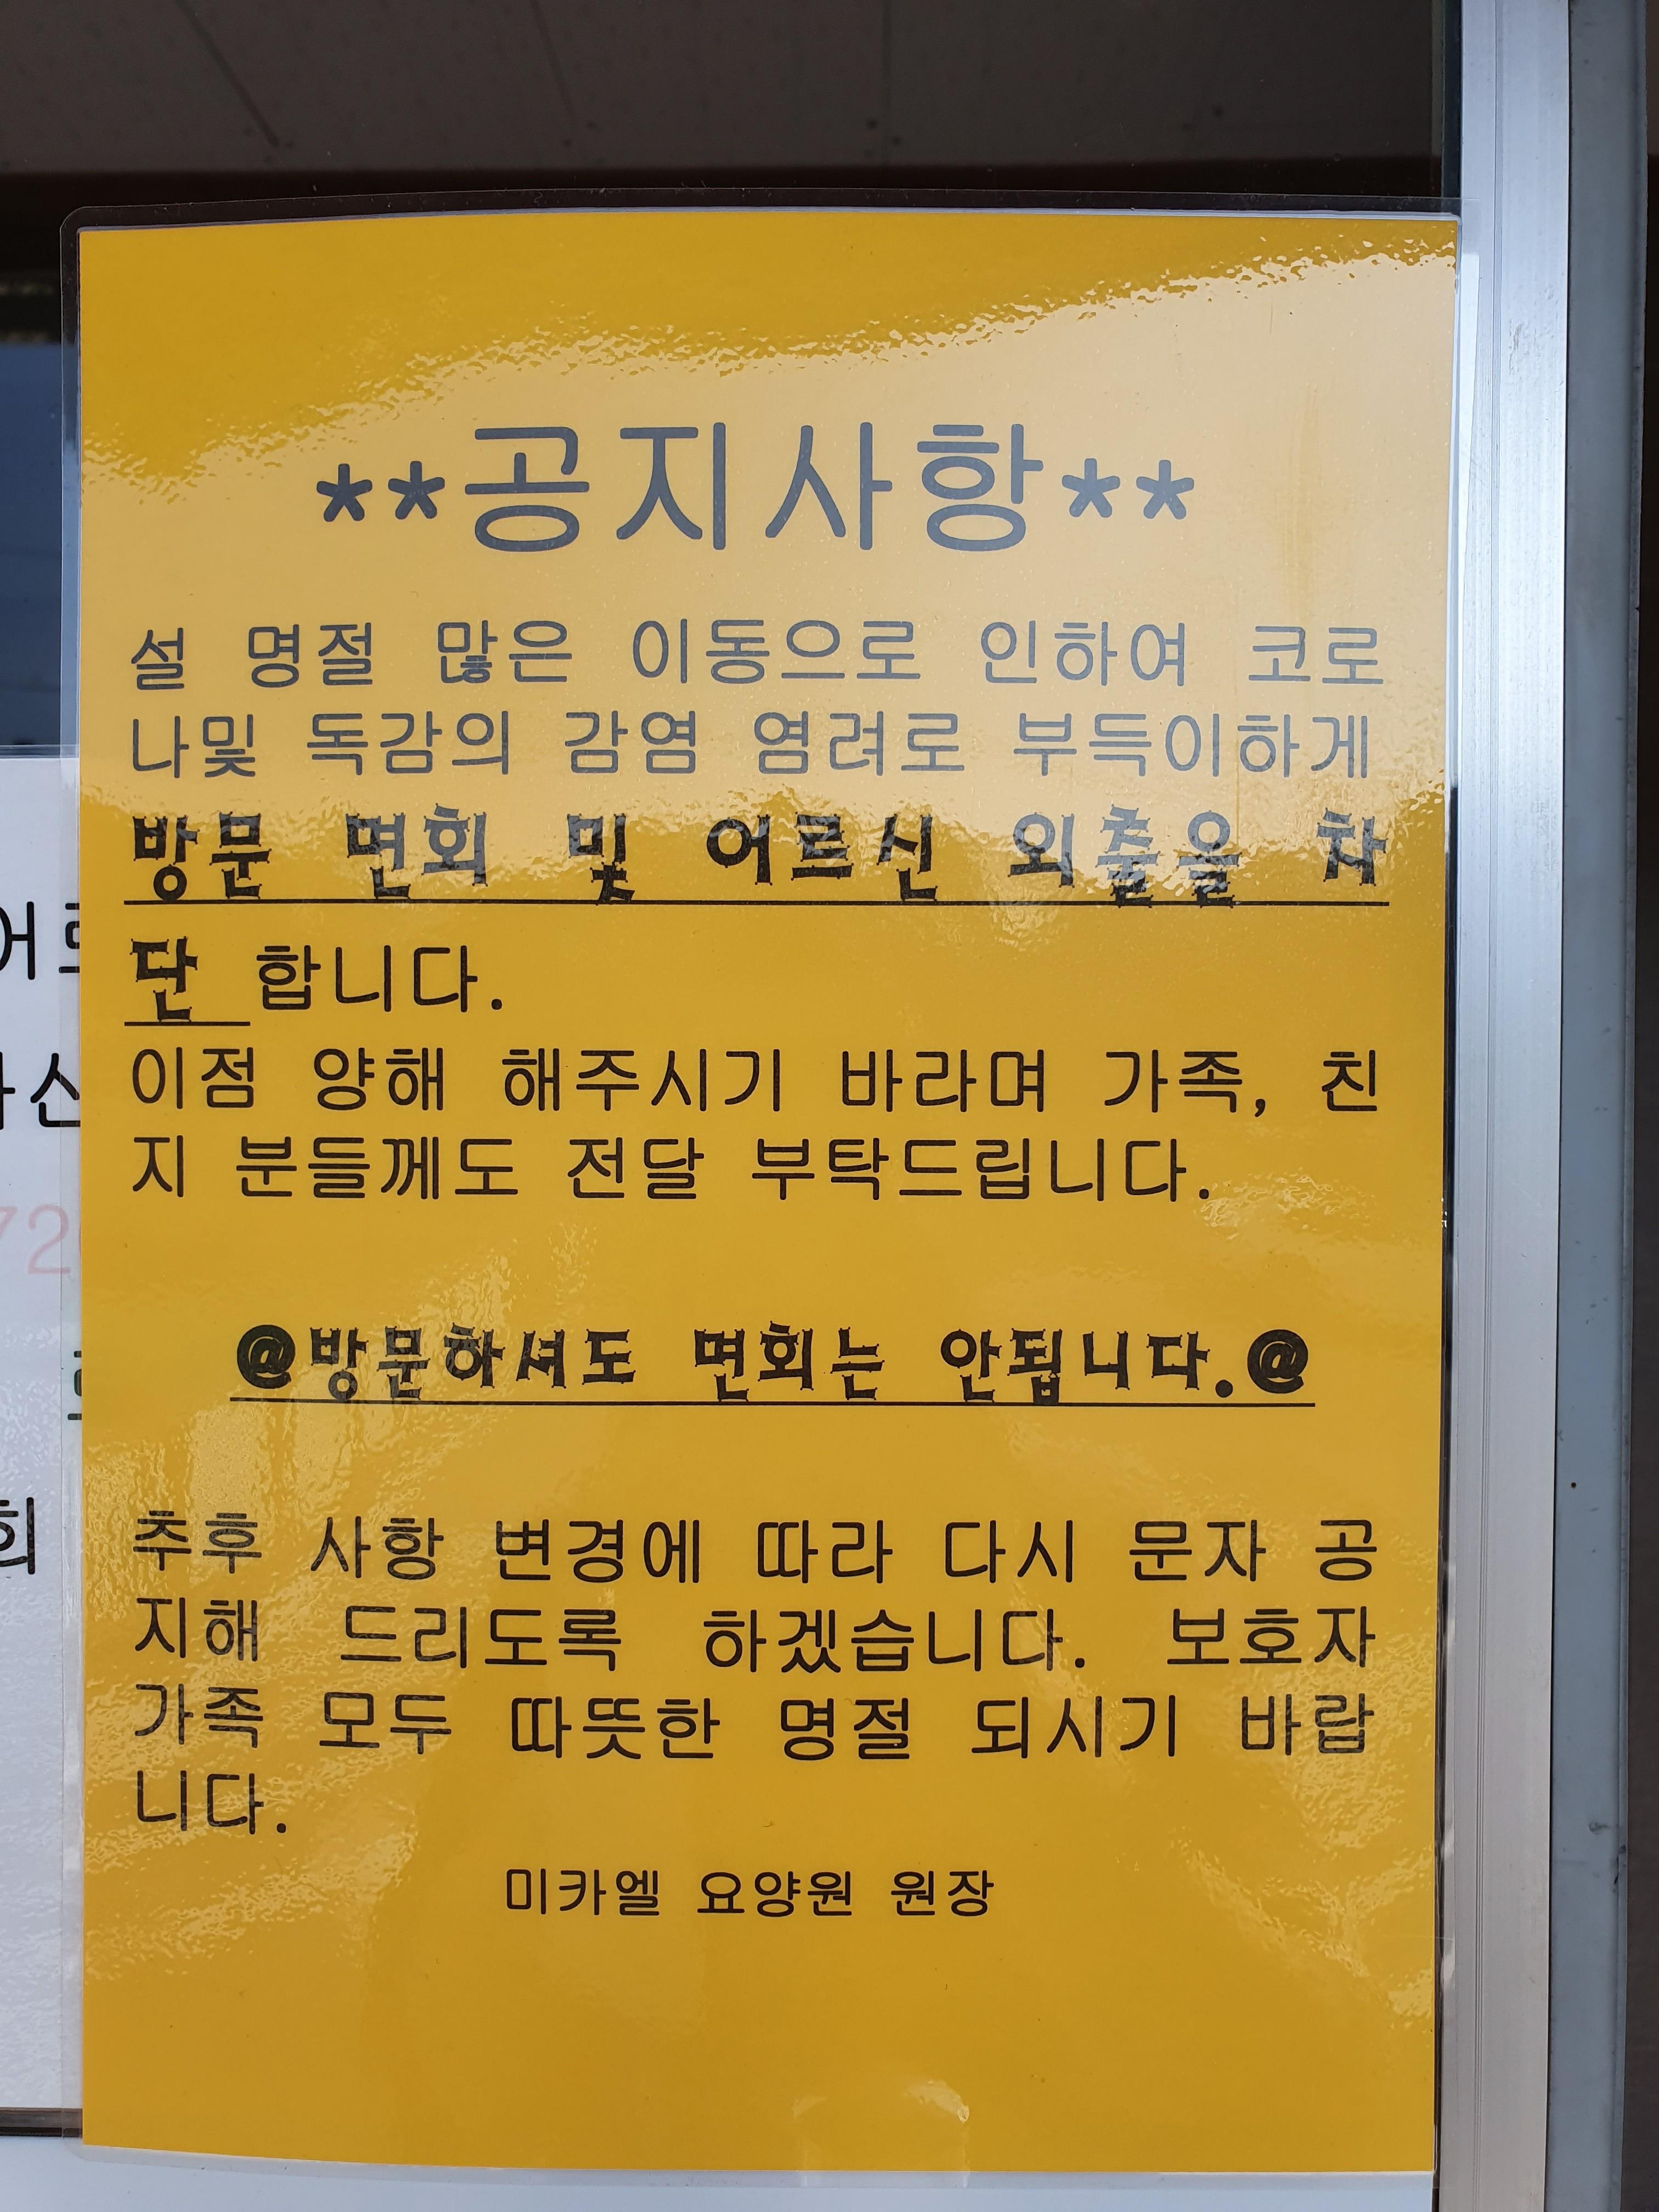 **공지사항**
설 명절 많은 이동으로 인하여 코로
나및 독감의 감염 염려로 부득이하게
방문 면회 및 어르신 외출을 차
단 합니다.
이점 양해 해주시기 바라며 가족, 친
지 분들께도 전달 부탁드립니다.
@방문하셔도 면회는 안됩니다.@
추후 사항 변경에 따라 다시 문자 공
지해 드리도록 하겠습니다. 보호자
가족 모두 따뜻한 명절 되시기 바랍
니다.
미카엘 요양원 원장
72
회